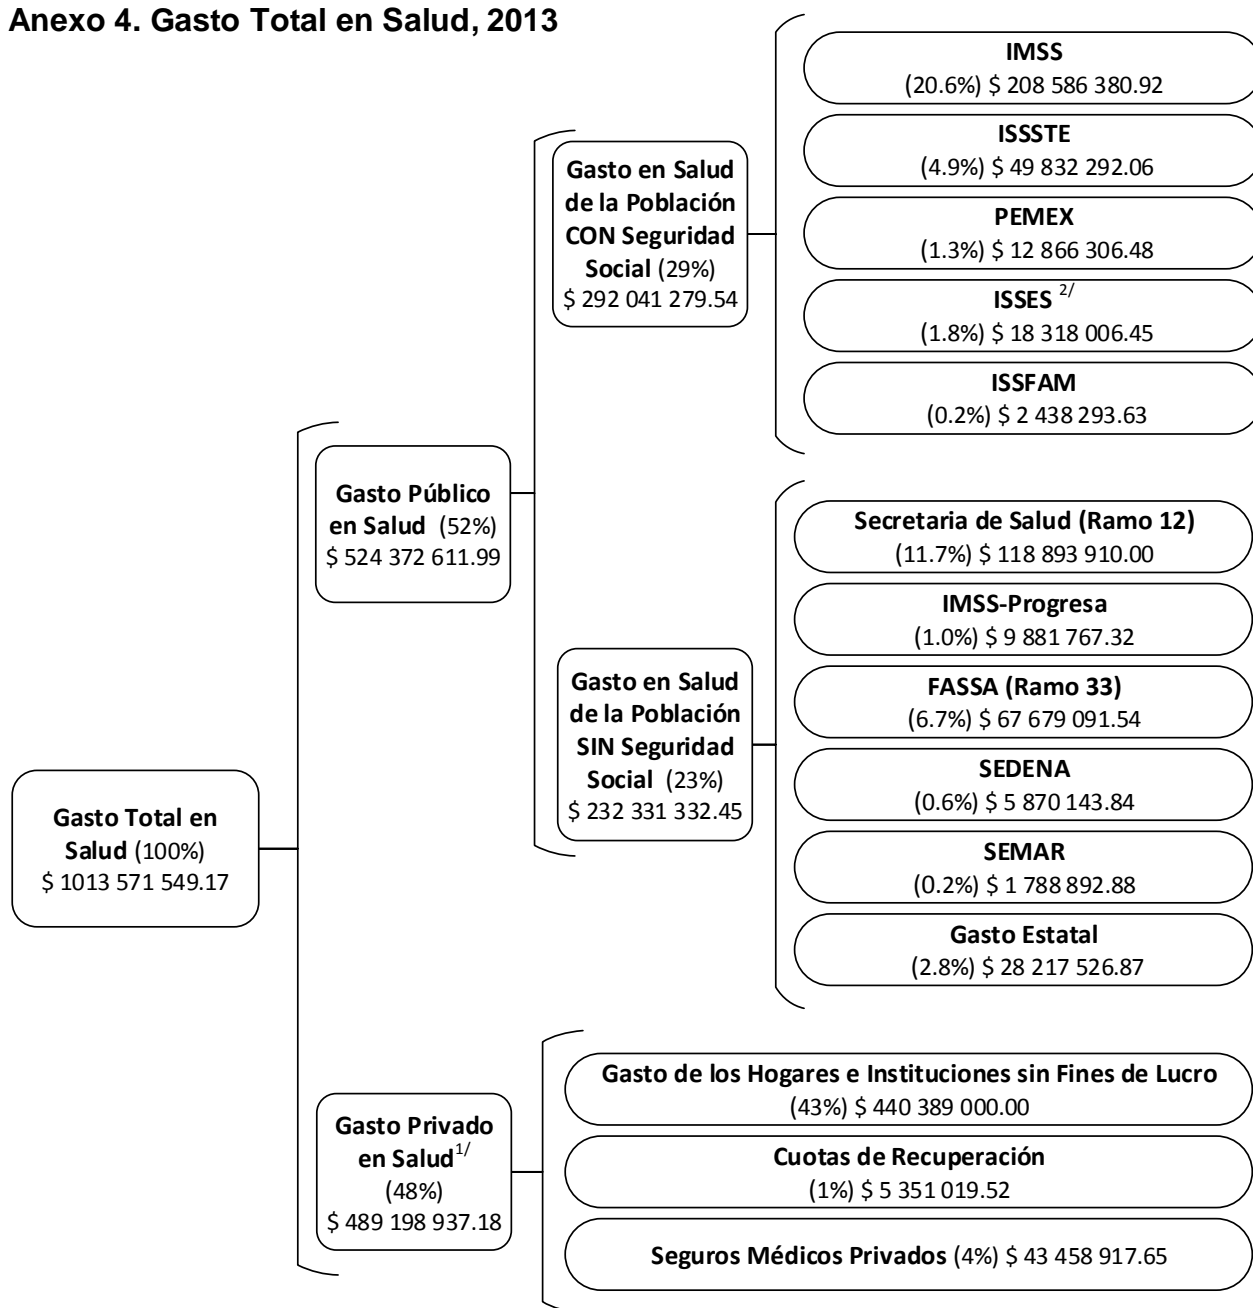 Anexo 4. Gasto Total en Salud, 2013
Gasto Total en
Salud (100%)
$ 1013 571 549.17
Gasto Público
en Salud (52%)
$ 524 372 611.99
Gasto en Salud
de la Población
CON Seguridad
Social (29%)
$ 292 041 279.54
IMSS
(20.6%) $ 208 586 380.92
ISSSTE
(4.9%) $ 49 832 292.06
PEMEX
(1.3%) $ 12 866 306.48
ISSES 2/
(1.8%) $ 18 318 006.45
ISSFAM
(0.2%) $ 2 438 293.63
Gasto en Salud
de la Población
SIN Seguridad
Social (23%)
$ 232 331 332.45
Secretaria de Salud (Ramo 12)
(11.7%) $ 118 893 910.00
IMSS-Progresa
(1.0%) $ 9 881 767.32
FASSA (Ramo 33)
(6.7%) $ 67 679 091.54
SEDENA
(0.6%) $ 5 870 143.84
SEMAR
(0.2%) $ 1 788 892.88
Gasto Estatal
(2.8%) $ 28 217 526.87
Gasto Privado
en Salud1/
(48%)
$ 489 198 937.18
Gasto de los Hogares e Instituciones sin Fines de Lucro
(43%) $ 440 389 000.00
Cuotas de Recuperación
(1%) $ 5 351 019.52
Seguros Médicos Privados (4%) $ 43 458 917.65